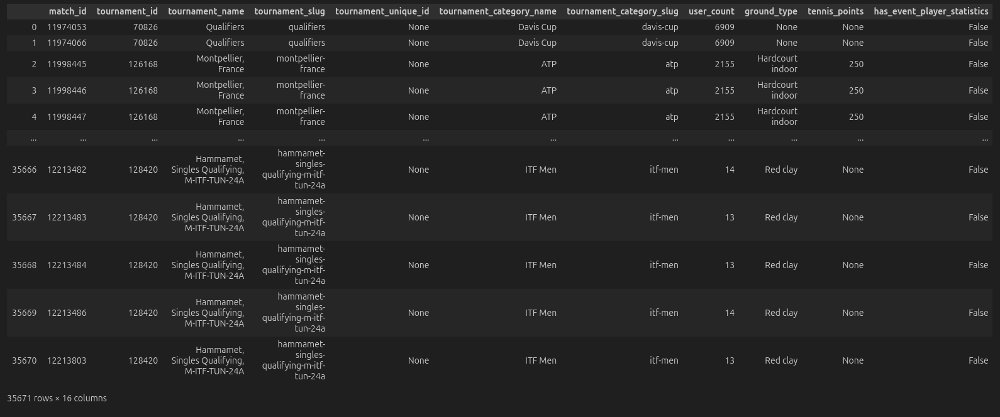 match_id tournament_id tournament_name tournament_slug tournament_unique_id tournament_category_name tournament_category_slug user_count ground_type tennis_points has_event_player_statistics
0 11974053 70826 Qualifiers qualifiers None Davis Cup davis-cup 6909 None None False
1 11974066 70826 Qualifiers qualifiers None Davis Cup davis-cup 6909 None None False
Montpellier, montpellier- Hardcourt
2 11998445 126168 None ATP atp 2155 250 False
France france indoor
Montpellier, montpellier- Hardcourt
3 11998446 126168 None ATP atp 2155 250 False
France france indoor
Montpellier, montpellier- Hardcourt
4 11998447 126168 None ATP atp 2155 250 False
France france indoor
... ... ... ... ... ... ... ... ... ... ... ...
hammamet-
Hammamet, singles-
35666 12213482 128420 Singles Qualifying, None ITF Men itf-men 14 Red clay None False
qualifying-m-itf-
M-ITF-TUN-24A tun-24a
hammamet-
Hammamet, singles-
35667 12213483 128420 Singles Qualifying, None ITF Men itf-men 13 Red clay None False
qualifying-m-itf-
M-ITF-TUN-24A tun-24a
hammamet-
Hammamet, singles-
35668 12213484 128420 Singles Qualifying, None ITF Men itf-men 13 Red clay None False
qualifying-m-itf-
M-ITF-TUN-24A tun-24a
hammamet-
Hammamet, singles-
35669 12213486 128420 Singles Qualifying, None ITF Men itf-men 14 Red clay None False
qualifying-m-itf-
M-ITF-TUN-24A tun-24a
hammamet-
Hammamet, singles-
35670 12213803 128420 Singles Qualifying, None ITF Men itf-men 13 Red clay None False
qualifying-m-itf-
M-ITF-TUN-24A tun-24a
35671 rows × 16 columns